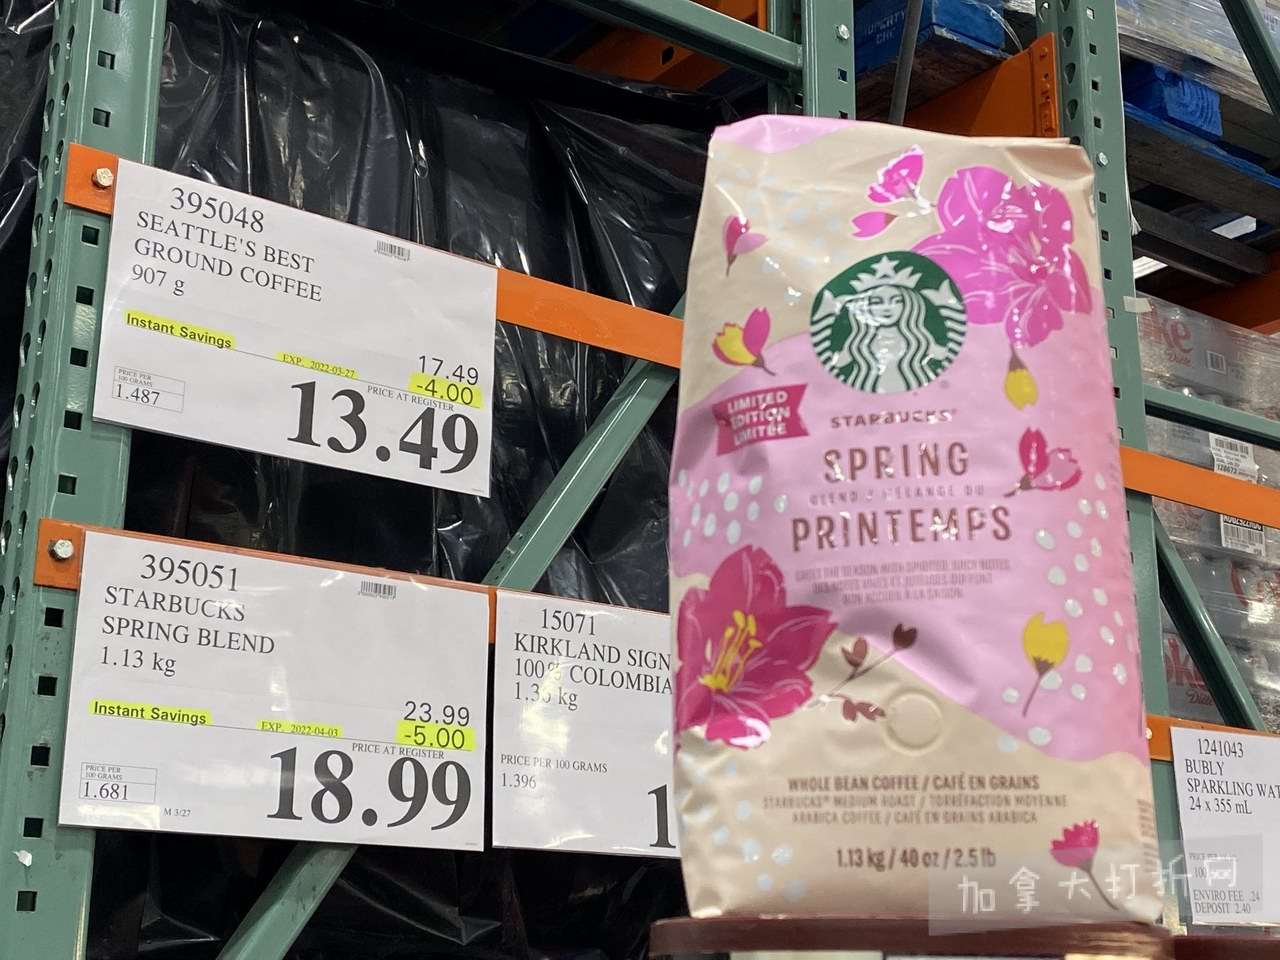 395048
SEATTLE'S BEST
GROUND COFFEE
907 g
Instant Savings
EXP. 2022-03-27
17.49
-4.00
PRICE PER
100 GRAMS
1.487
PRICE AT REGISTER
13.49
395051
STARBUCKS
SPRING BLEND
1.13 kg
Instant Savings
EXP. 2022-04-03
23.99
-5.00
PRICE PER
100 GRAMS
1.681
PRICE AT REGISTER
18.99
M 3/27
15071
KIRKLAND SIGN
100% COLOMBIA
1.36 kg
PRICE PER 100 GRAMS
1.396
1
LIMITED
EDITION
LIMITÉE
STARBUCKS®
SPRING
BLEND / MÉLANGE DU
PRINTEMPS
WHOLE BEAN COFFEE / CAFÉ EN GRAINS
STARBUCKS® MEDIUM ROAST / TORRÉFACTION MOYENNE
ARABICA COFFEE / CAFÉ EN GRAINS ARABICA
1.13 kg / 40 oz / 2.5 lb
1241043
BUBLY
SPARKLING WAT
24 x 355 mL
ENVIRO FEE .24
DEPOSIT 2.40
加拿大打折网